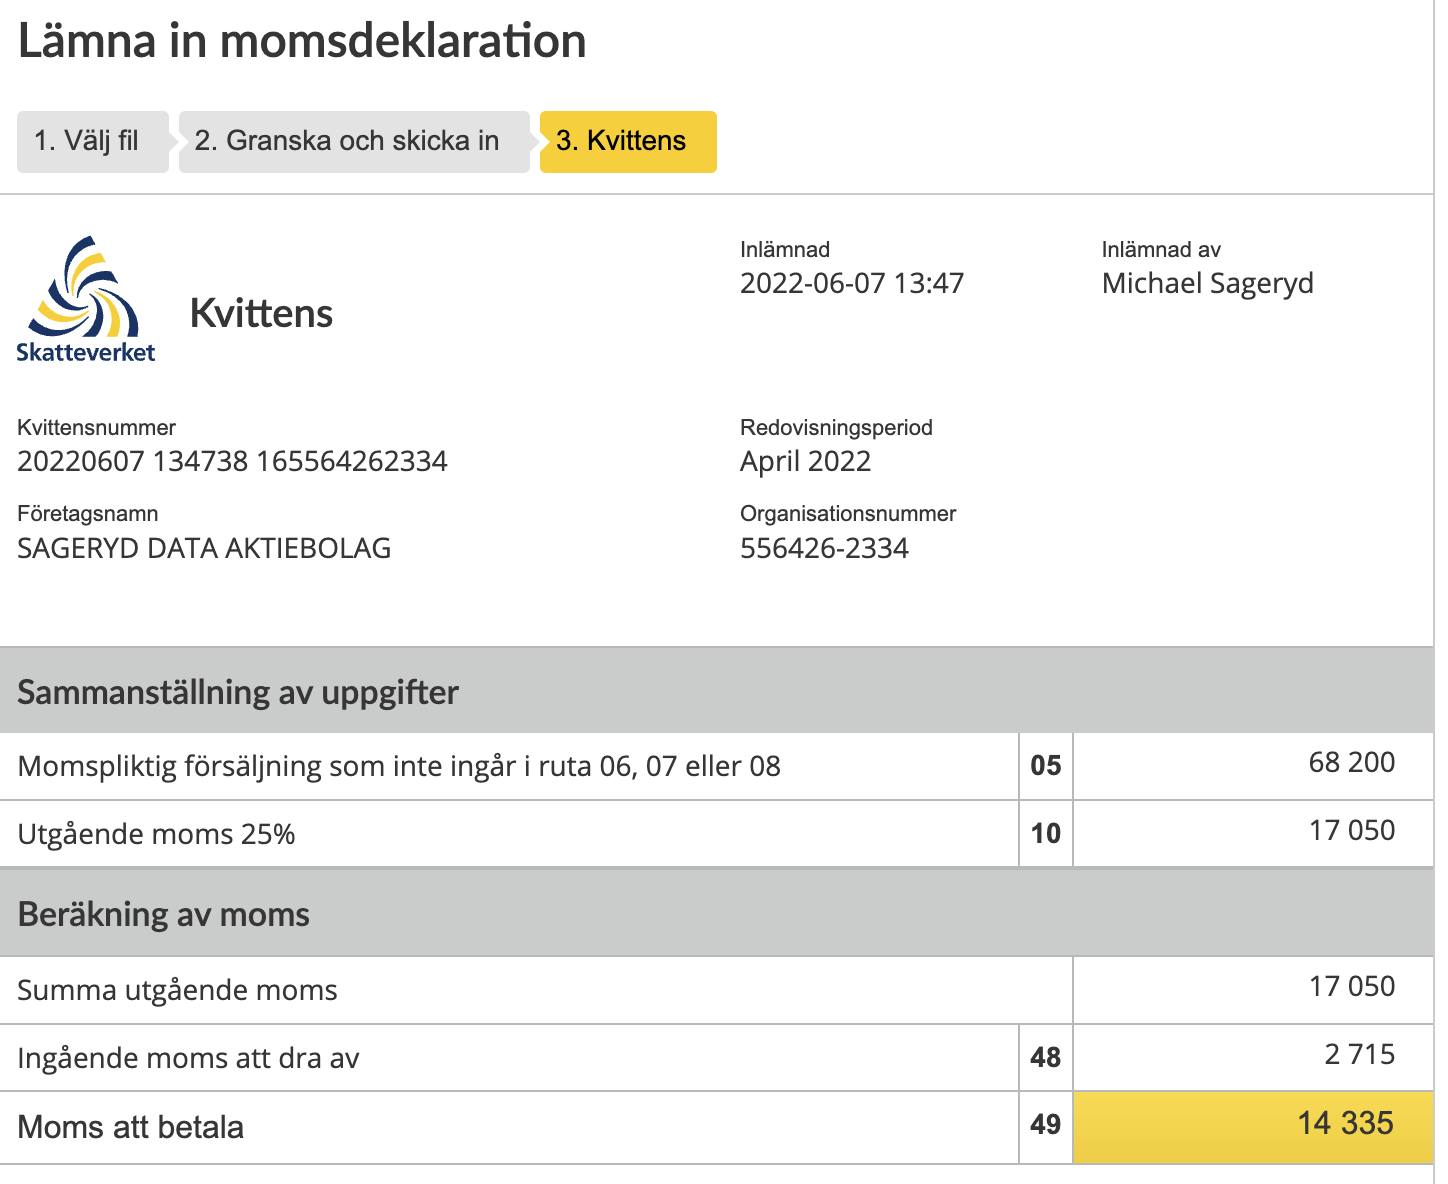 Lämna in momsdeklaration
1. Välj fil
2. Granska och skicka in
3. Kvittens
Skatteverket
Kvittens
Inlämnad
2022-06-07 13:47
Inlämnad av
Michael Sageryd
Kvittensnummer
20220607 134738 165564262334
Redovisningsperiod
April 2022
Företagsnamn
SAGERYD DATA AKTIEBOLAG
Organisationsnummer
556426-2334
Sammanställning av uppgifter
Momspliktig försäljning som inte ingår i ruta 06, 07 eller 08 05 68 200
Utgående moms 25% 10 17 050
Beräkning av moms
Summa utgående moms 17 050
Ingående moms att dra av 48 2 715
Moms att betala 49 14 335